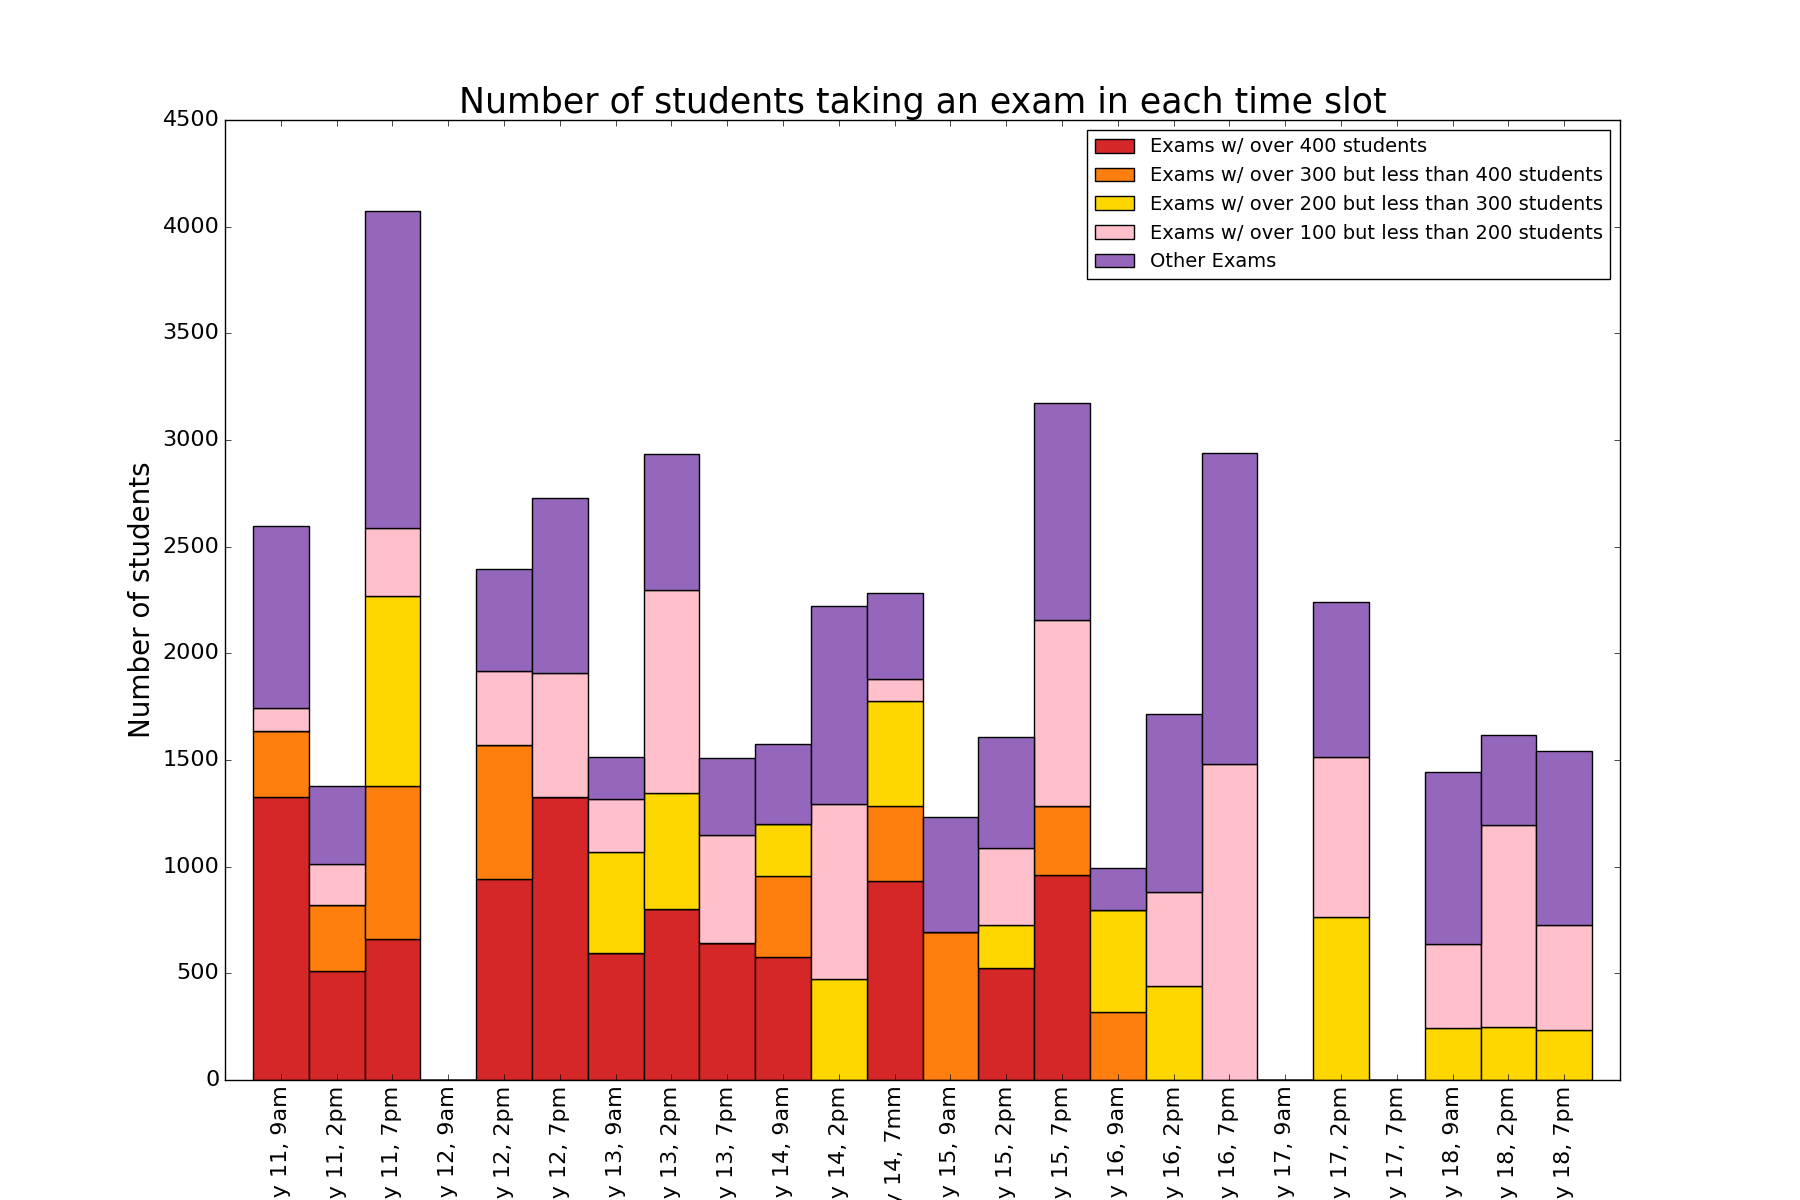 Number of students taking an exam in each time slot
Number of students
4500
4000
3500
3000
2500
2000
1500
1000
500
0
Exams w/ over 400 students
Exams w/ over 300 but less than 400 students
Exams w/ over 200 but less than 300 students
Exams w/ over 100 but less than 200 students
Other Exams
y 11, 9am
y 11, 2pm
y 11, 7pm
y 12, 9am
y 12, 2pm
y 12, 7pm
y 13, 9am
y 13, 2pm
y 13, 7pm
y 14, 9am
y 14, 2pm
y 14, 7mm
y 15, 9am
y 15, 2pm
y 15, 7pm
y 16, 9am
y 16, 2pm
y 16, 7pm
y 17, 9am
y 17, 2pm
y 17, 7pm
y 18, 9am
y 18, 2pm
y 18, 7pm